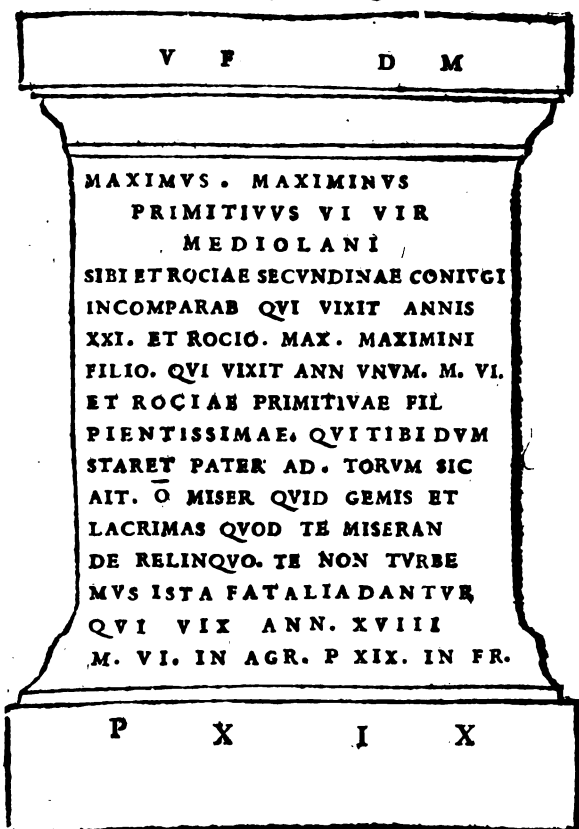 V F D M
MAXIMVS . MAXIMINVS
PRIMITIVVS VI VIR
MEDIOLANI
SIBI ET ROCIAE SECVNDINAE CONIVGI
INCOMPARAB QVI VIXIT ANNIS
XXI. ET ROCIO. MAX. MAXIMINI
FILIO. QVI VIXIT ANN VNVM. M. VI.
ET ROCIAE PRIMITIVAE FIL
PIENTISSIMAE. QVI TIBI DVM
STARET PATER AD. TORVM SIC
AIT. Ō MISER QVID GEMIS ET
LACRIMAS QVOD TE MISERAN
DE RELINQVO. TE NON TVRBE
MVS ISTA FATALIA DANTVR
QVI VIX ANN. XVIII
M. VI. IN AGR. P XIX. IN FR.
P X I X